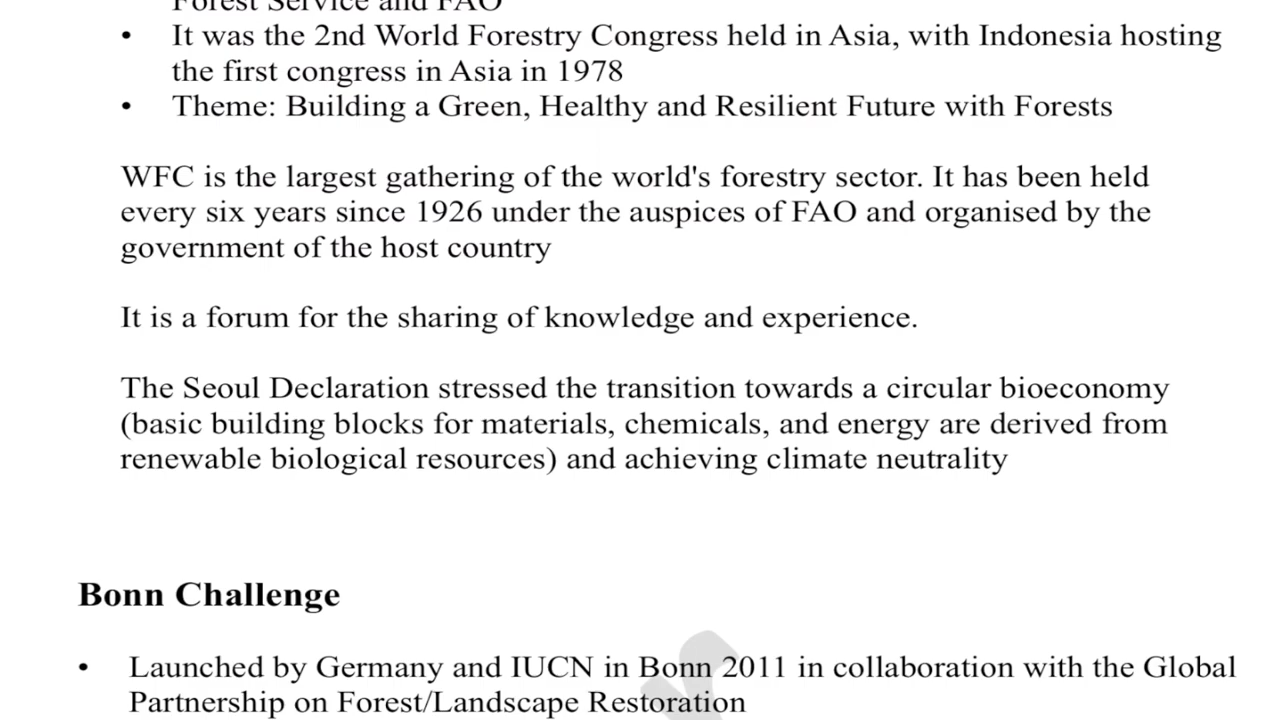 Forest Service and FAO
• It was the 2nd World Forestry Congress held in Asia, with Indonesia hosting
the first congress in Asia in 1978
• Theme: Building a Green, Healthy and Resilient Future with Forests
WFC is the largest gathering of the world's forestry sector. It has been held
every six years since 1926 under the auspices of FAO and organised by the
government of the host country
It is a forum for the sharing of knowledge and experience.
The Seoul Declaration stressed the transition towards a circular bioeconomy
(basic building blocks for materials, chemicals, and energy are derived from
renewable biological resources) and achieving climate neutrality
Bonn Challenge
• Launched by Germany and IUCN in Bonn 2011 in collaboration with the Global
Partnership on Forest/Landscape Restoration